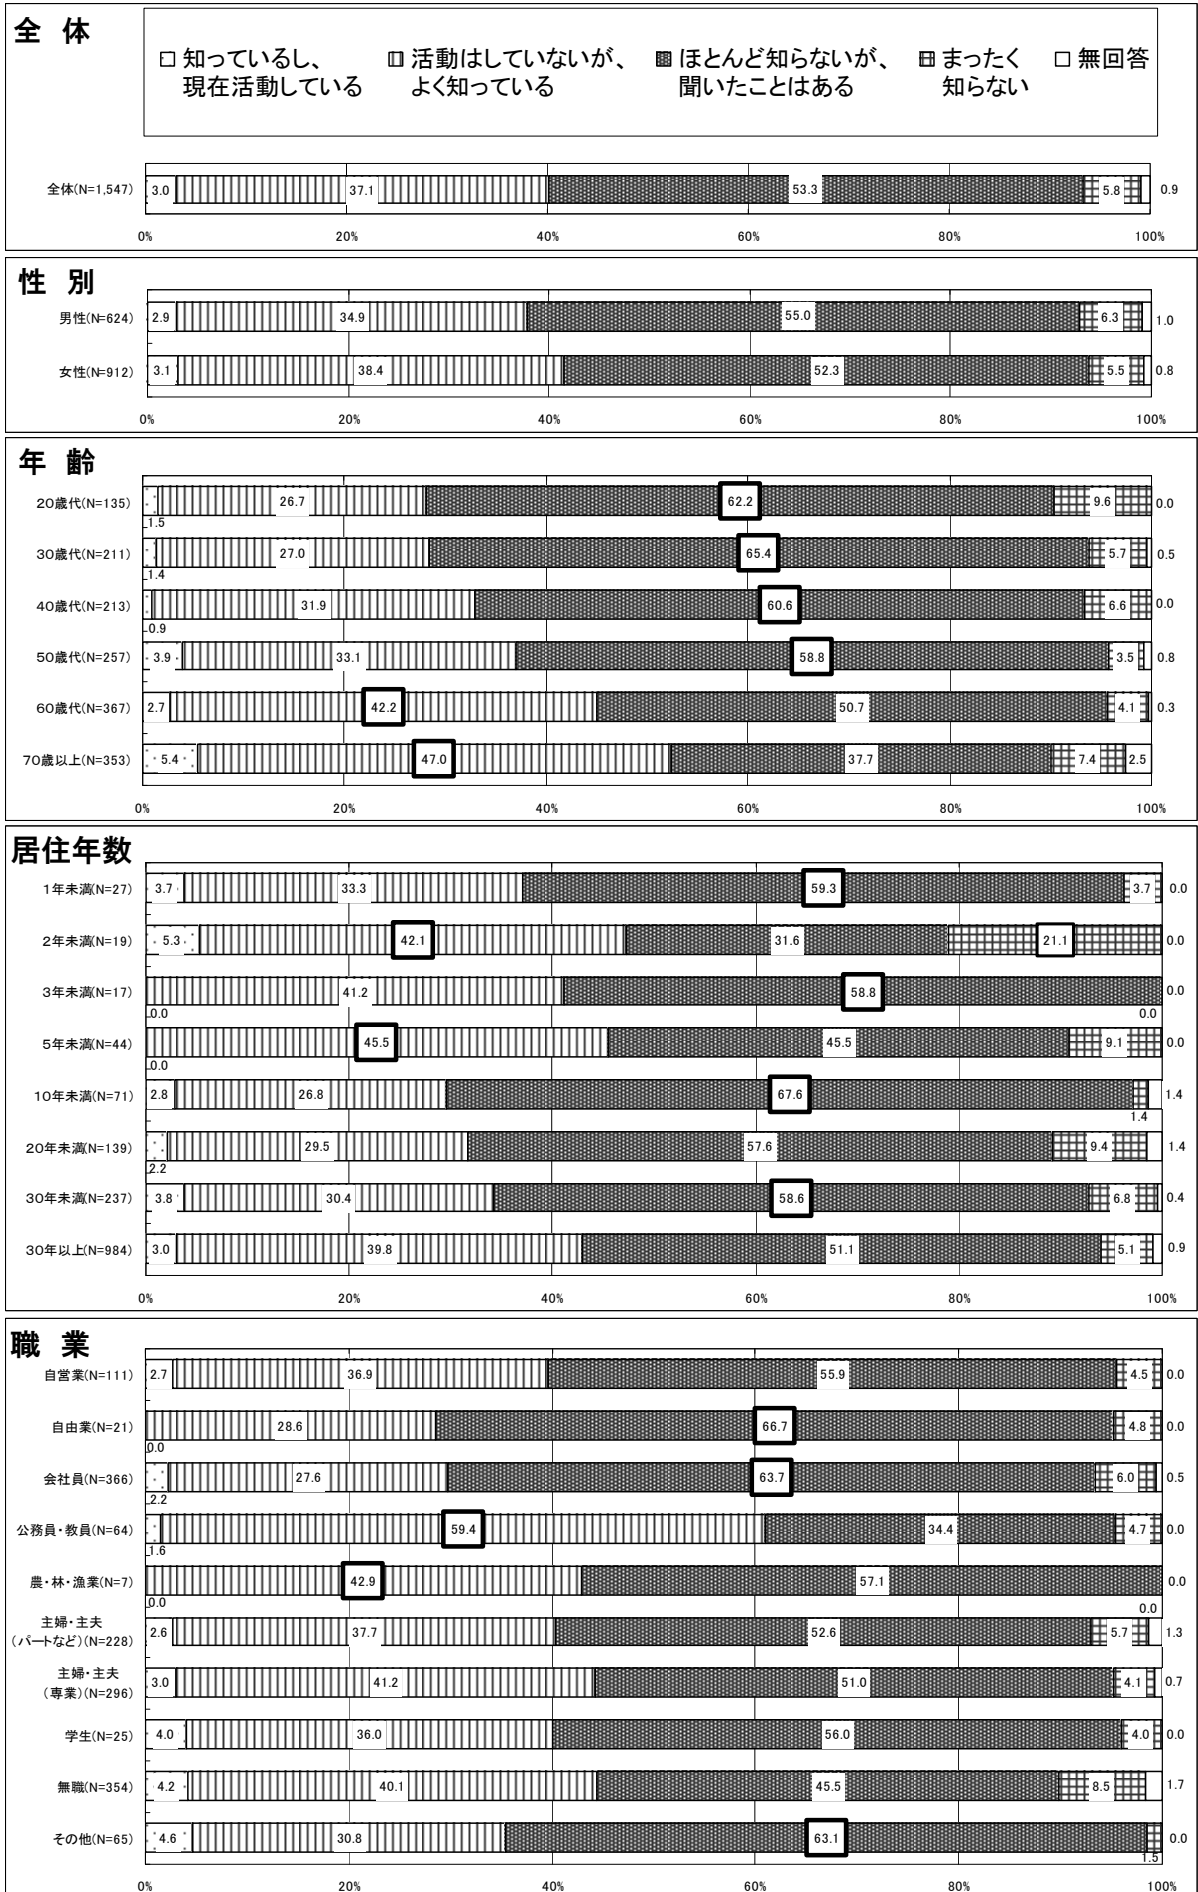 全 体
知っているし、 活動はしていないが、 ほとんど知らないが、 まったく 無回答
現在活動している よく知っている 聞いたことはある 知らない
全体(N=1,547) 3.0 37.1 53.3 5.8 0.9
0% 20% 40% 60% 80% 100%
性 別
男性(N=624) 2.9 34.9 55.0 6.3 1.0
女性(N=912) 3.1 38.4 52.3 5.5 0.8
0% 20% 40% 60% 80% 100%
年 齢
20歳代(N=135) 26.7 62.2 9.6 0.0
1.5
30歳代(N=211) 27.0 65.4 5.7 0.5
1.4
40歳代(N=213) 31.9 60.6 6.6 0.0
0.9
50歳代(N=257) 3.9 33.1 58.8 3.5 0.8
60歳代(N=367) 2.7 42.2 50.7 4.1 0.3
70歳以上(N=353) 5.4 47.0 37.7 7.4 2.5
0% 20% 40% 60% 80% 100%
居住年数
1年未満(N=27) 3.7 33.3 59.3 3.7 0.0
2年未満(N=19) 5.3 42.1 31.6 21.1 0.0
3年未満(N=17) 41.2 58.8 0.0
0.0 0.0
5年未満(N=44) 45.5 45.5 9.1 0.0
0.0
10年未満(N=71) 2.8 26.8 67.6 1.4
1.4
20年未満(N=139) 29.5 57.6 9.4 1.4
2.2
30年未満(N=237) 3.8 30.4 58.6 6.8 0.4
30年以上(N=984) 3.0 39.8 51.1 5.1 0.9
0% 20% 40% 60% 80% 100%
職 業
自営業(N=111) 2.7 36.9 55.9 4.5 0.0
自由業(N=21) 28.6 66.7 4.8 0.0
0.0
会社員(N=366) 27.6 63.7 6.0 0.5
2.2
公務員・教員(N=64) 59.4 34.4 4.7 0.0
1.6
農・林・漁業(N=7) 42.9 57.1 0.0
0.0 0.0
主婦・主夫
(パートなど)(N=228) 2.6 37.7 52.6 5.7 1.3
主婦・主夫
(専業)(N=296) 3.0 41.2 51.0 4.1 0.7
学生(N=25) 4.0 36.0 56.0 4.0 0.0
無職(N=354) 4.2 40.1 45.5 8.5 1.7
その他(N=65) 4.6 30.8 63.1 0.0
1.5
0% 20% 40% 60% 80% 100%